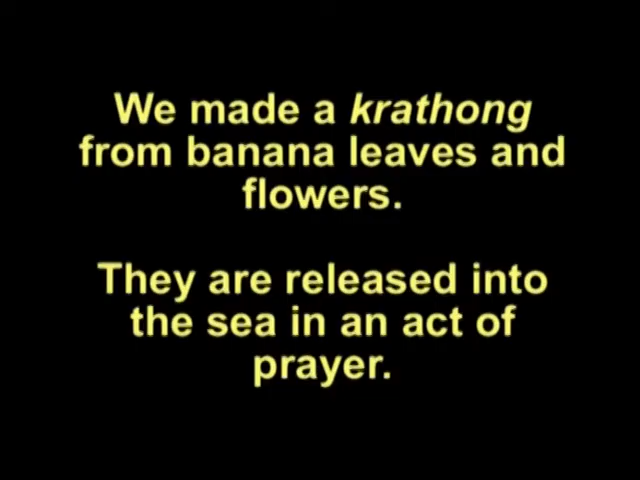 We made a krathong
from banana leaves and
flowers.
They are released into
the sea in an act of
prayer.